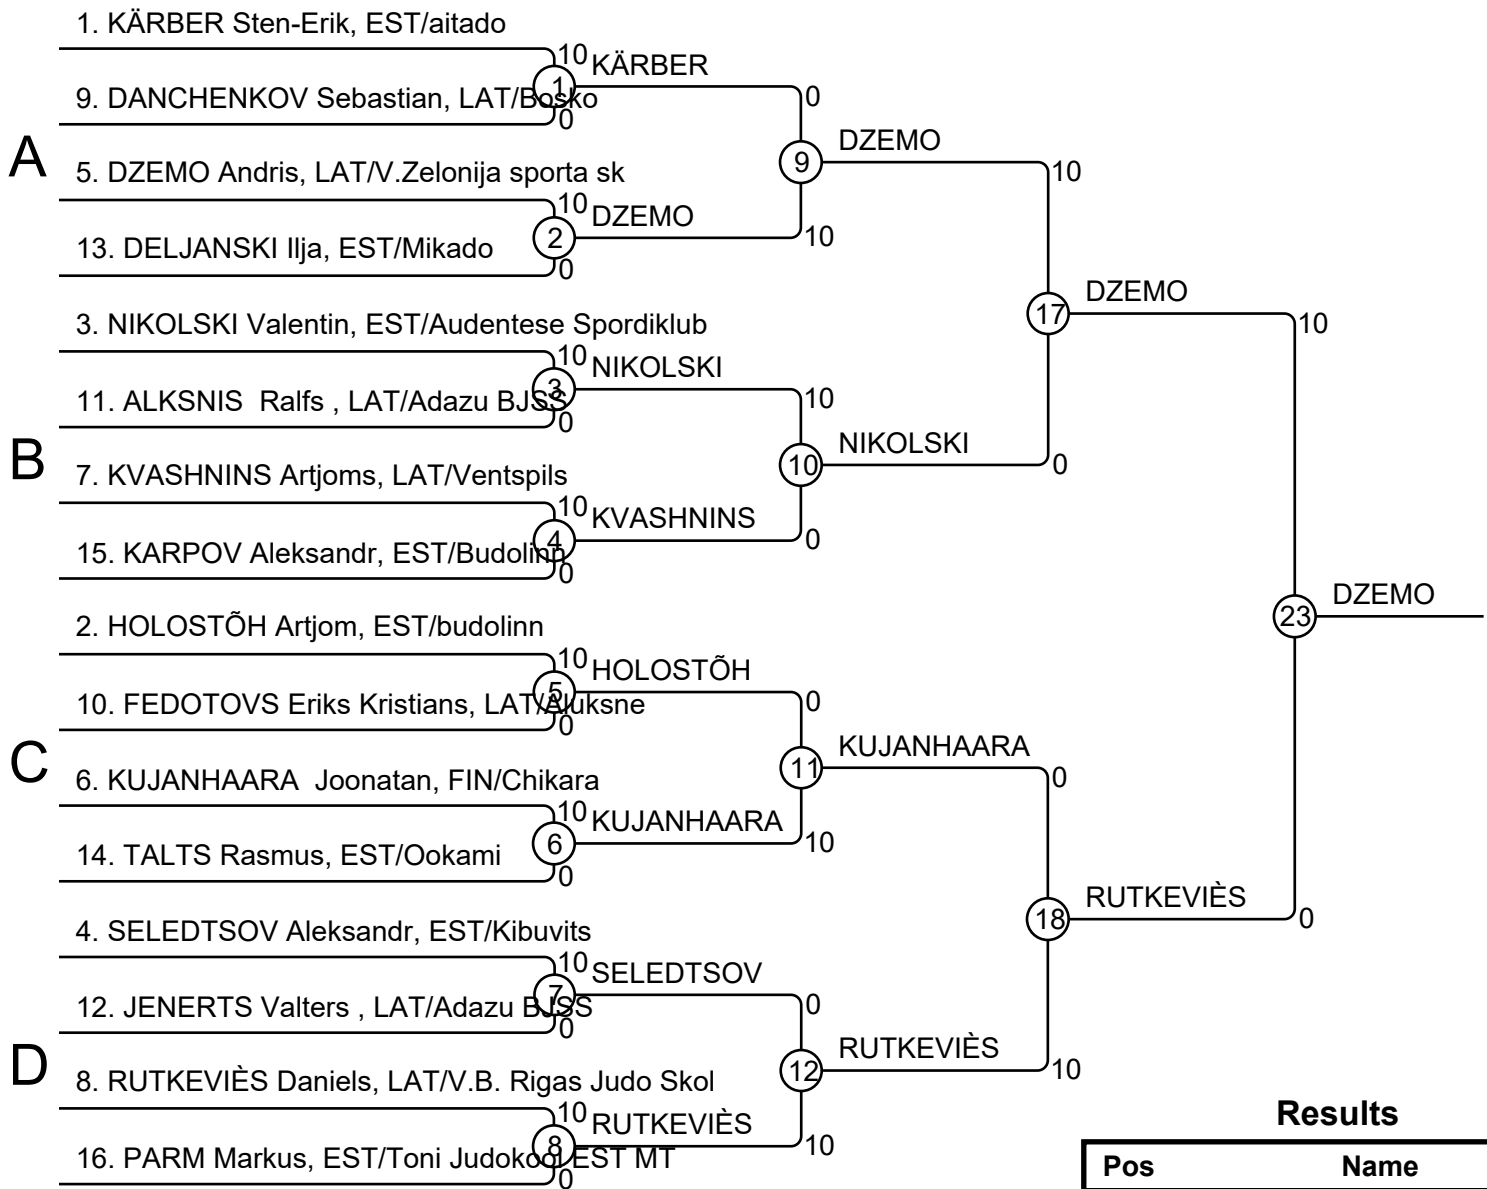 1. KÄRBER Sten-Erik, EST/aitado
10
KÄRBER
1
0
9. DANCHENKOV Sebastian, LAT/Bosko
0
A
DZEMO
9
10
5. DZEMO Andris, LAT/V.Zelonija sporta sk
10
DZEMO
2
10
13. DELJANSKI Ilja, EST/Mikado
0
DZEMO
17
10
3. NIKOLSKI Valentin, EST/Audentese Spordiklub
10
NIKOLSKI
3
10
11. ALKSNIS Ralfs , LAT/Adazu BJSS
0
B
NIKOLSKI
10
0
7. KVASHNINS Artjoms, LAT/Ventspils
10
KVASHNINS
4
0
15. KARPOV Aleksandr, EST/Budolinn
0
DZEMO
23
2. HOLOSTÕH Artjom, EST/budolinn
10
HOLOSTÕH
5
0
10. FEDOTOVS Eriks Kristians, LAT/Aluksne
0
C
KUJANHAARA
11
0
6. KUJANHAARA Joonatan, FIN/Chikara
10
KUJANHAARA
6
10
14. TALTS Rasmus, EST/Ookami
0
RUTKEVIÈS
18
0
4. SELEDTSOV Aleksandr, EST/Kibuvits
10
SELEDTSOV
7
0
12. JENERTS Valters , LAT/Adazu BJSS
0
D
RUTKEVIÈS
12
10
8. RUTKEVIÈS Daniels, LAT/V.B. Rigas Judo Skol
10
RUTKEVIÈS
8
10
16. PARM Markus, EST/Toni Judokool EST MT
0
Results
Pos Name